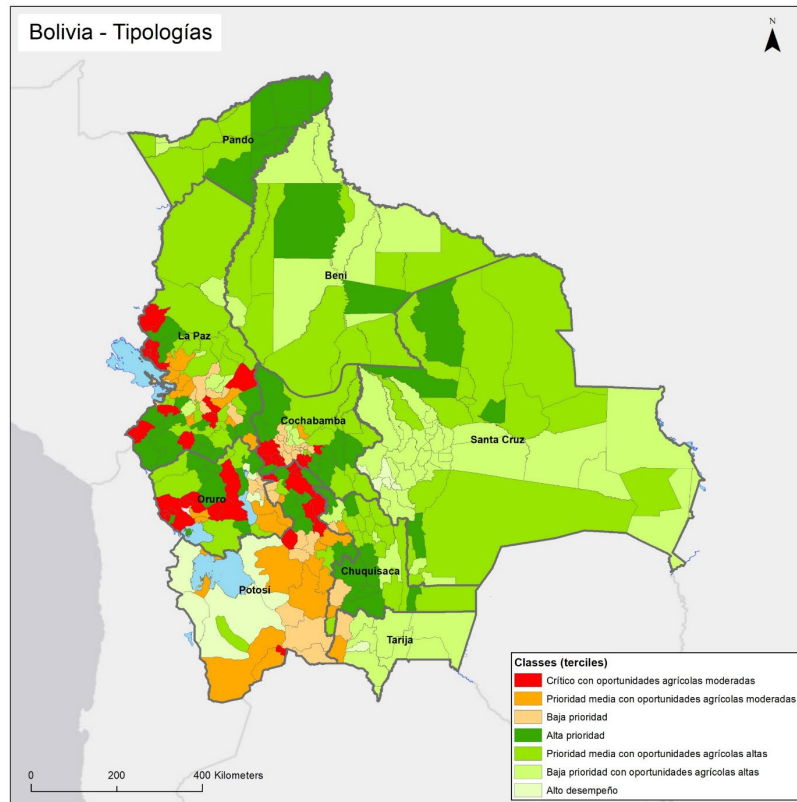 Bolivia - Tipologías
N
Pando
Beni
La Paz
Cochabamba
Santa Cruz
Oruro
Chuquisaca
Potosí
Tarija
Classes (terciles)
Crítico con oportunidades agrícolas moderadas
Prioridad media con oportunidades agrícolas moderadas
Baja prioridad
Alta prioridad
Prioridad media con oportunidades agrícolas altas
Baja prioridad con oportunidades agrícolas altas
Alto desempeño
0 200 400 Kilometers